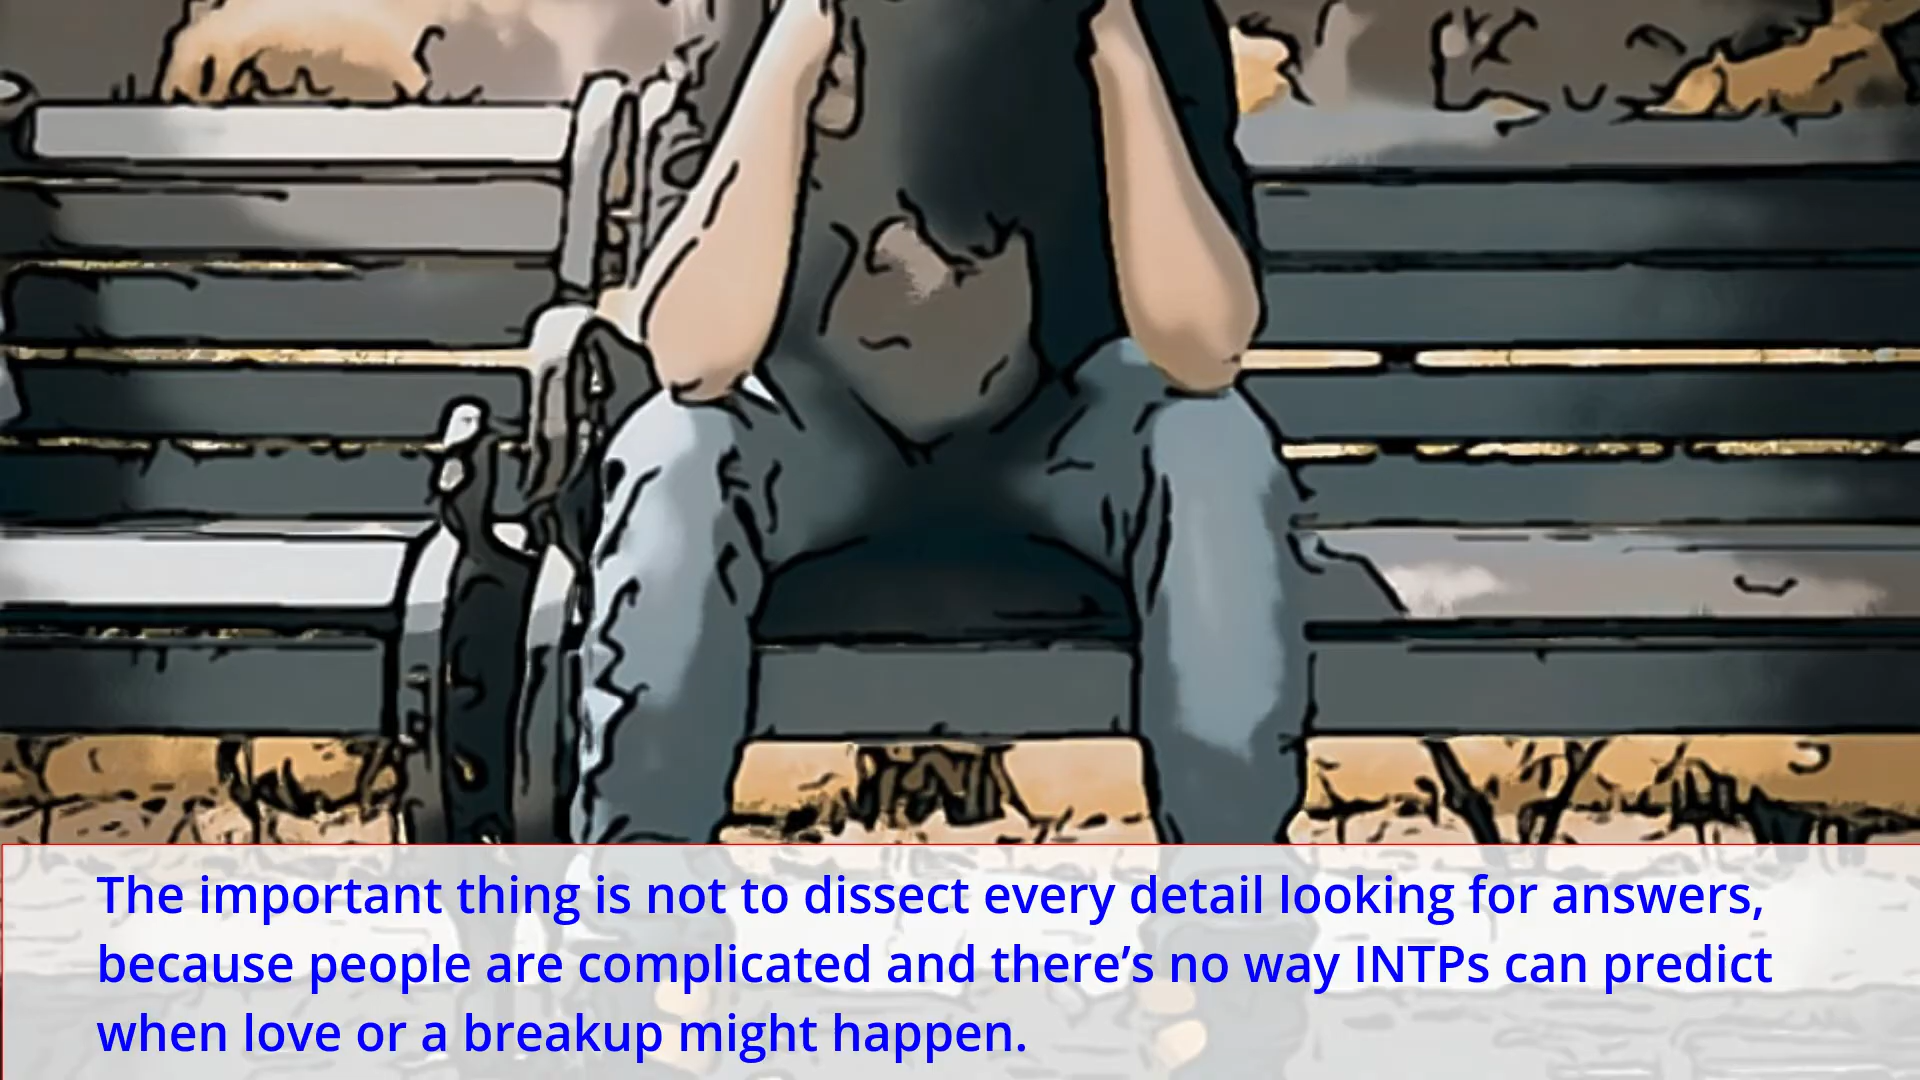 The important thing is not to dissect every detail looking for answers,
because people are complicated and there’s no way INTPs can predict
when love or a breakup might happen.